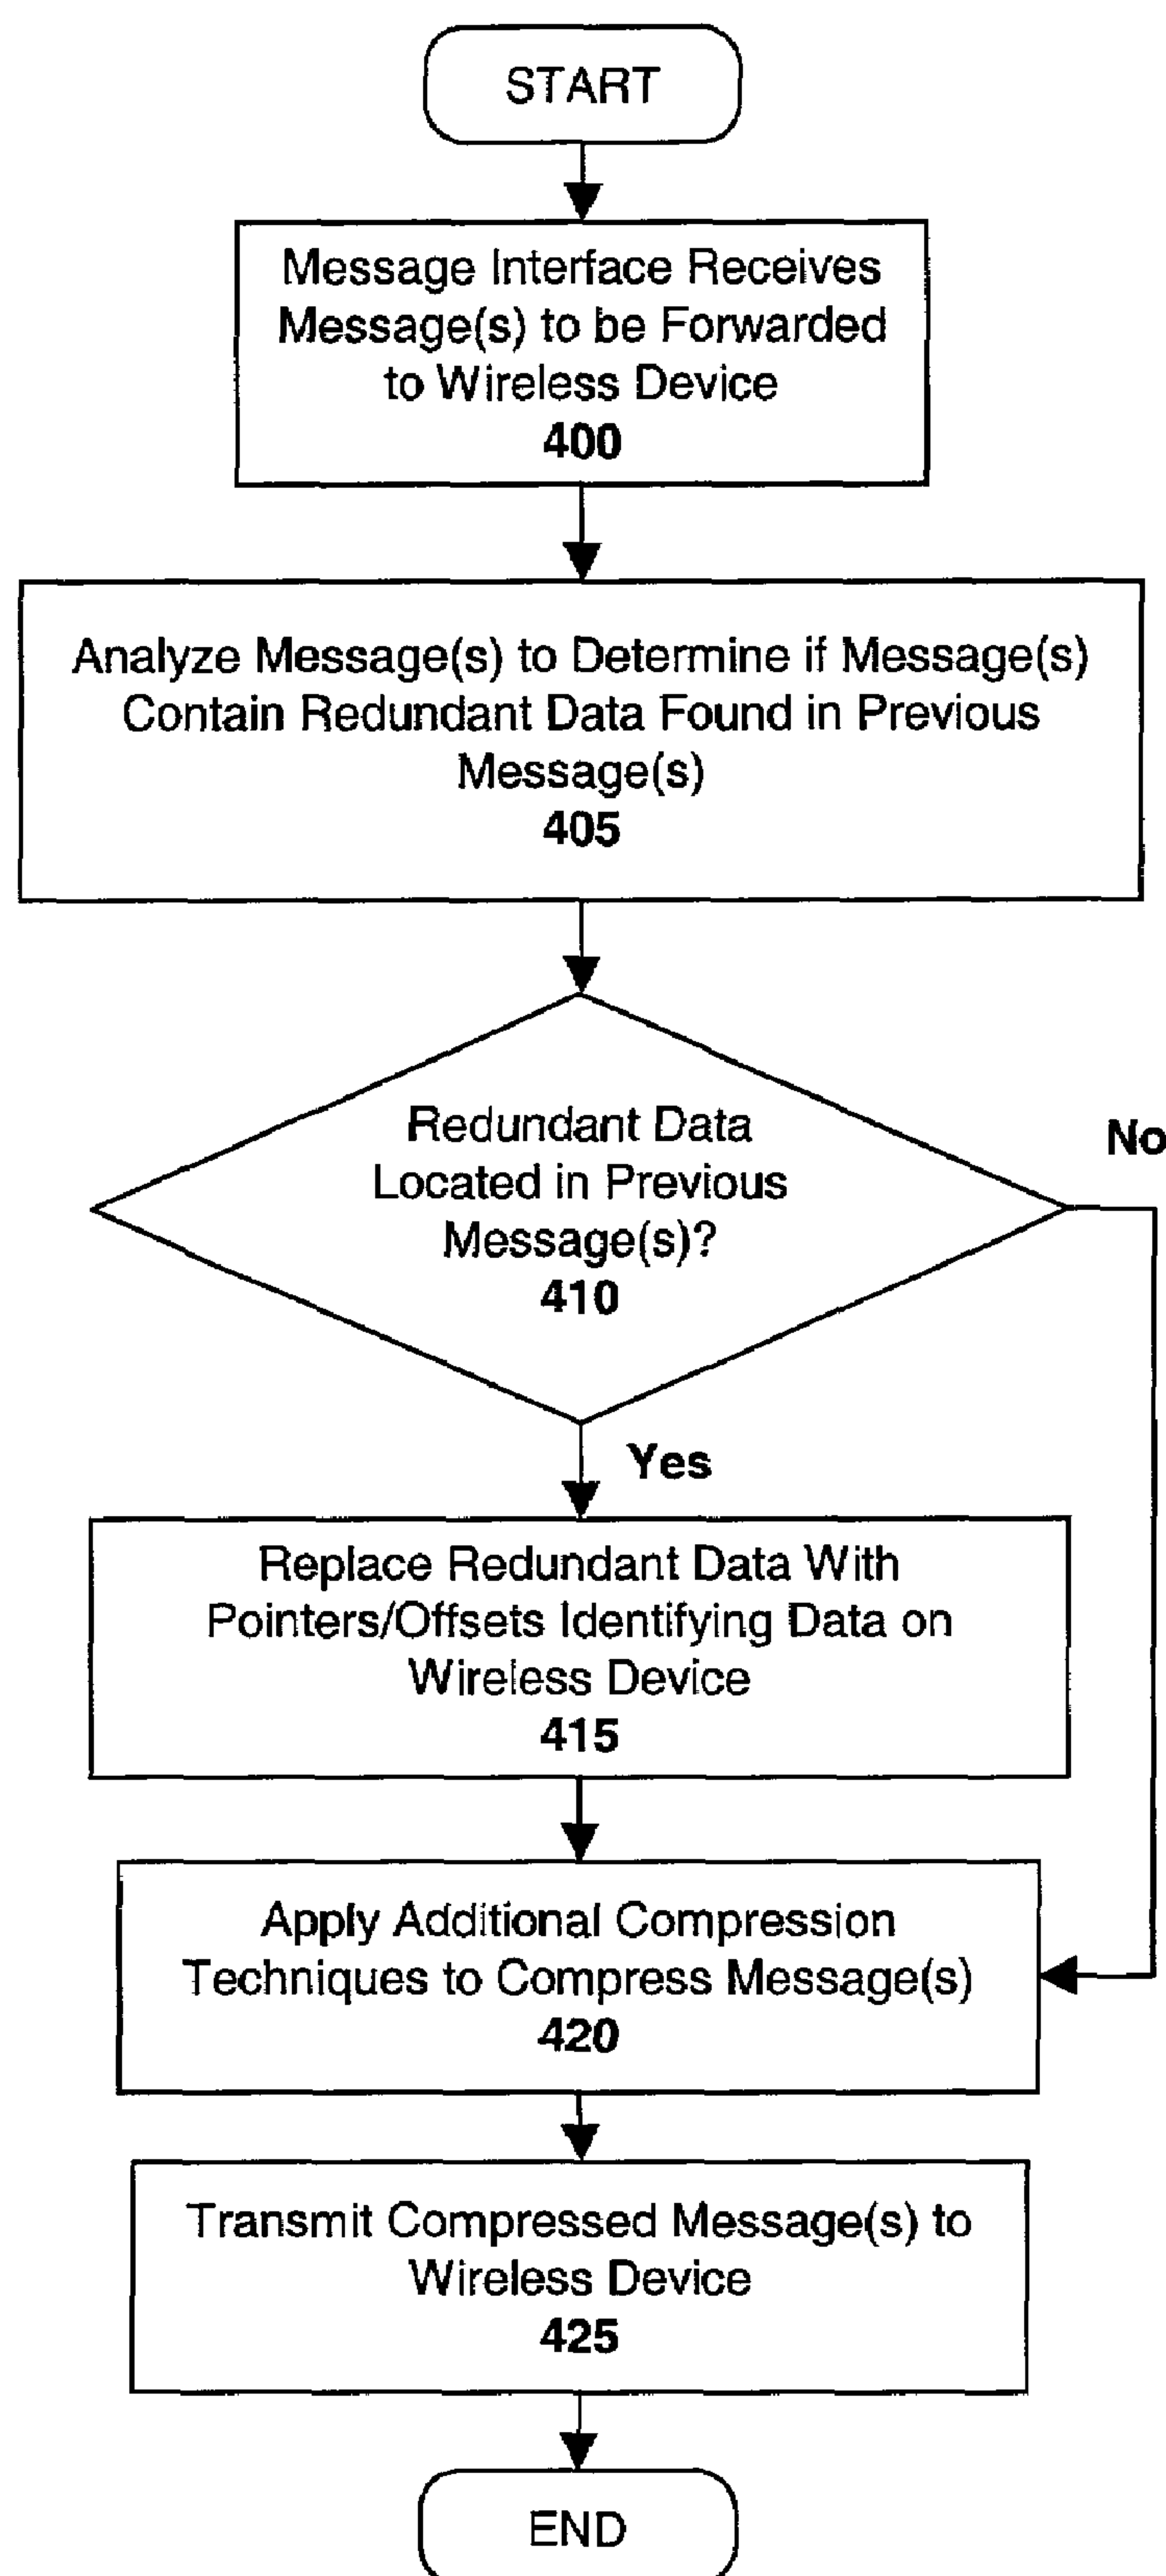 START
Message Interface Receives
Message(s) to be Forwarded
to Wireless Device
400
Analyze Message(s) to Determine if Message(s)
Contain Redundant Data Found in Previous
Message(s)
405
Redundant Data
Located in Previous
Message(s)?
410
No
Yes
Replace Redundant Data With
Pointers/Offsets Identifying Data on
Wireless Device
415
Apply Additional Compression
Techniques to Compress Message(s)
420
Transmit Compressed Message(s) to
Wireless Device
425
END